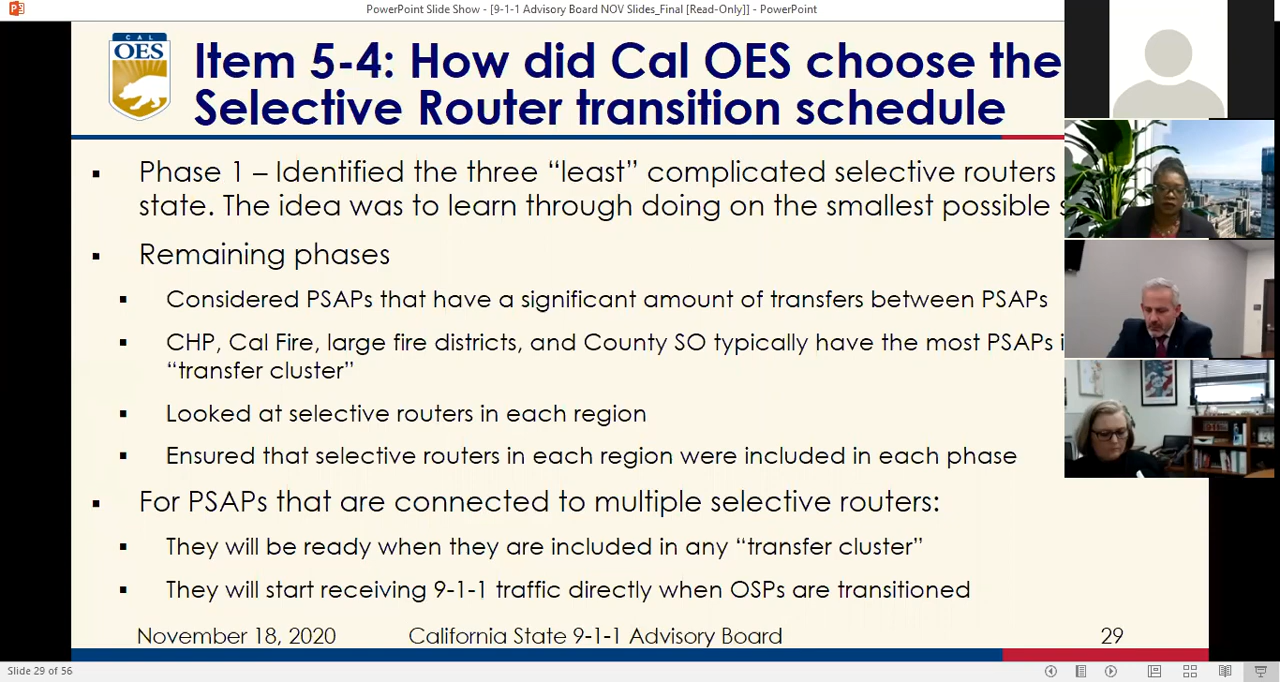 PowerPoint Slide Show - [9-1-1 Advisory Board NOV Slides_Final [Read-Only]] - PowerPoint
CAL
OES
Item 5-4: How did Cal OES choose the
Selective Router transition schedule
▪ Phase 1 – Identified the three “least” complicated selective routers
state. The idea was to learn through doing on the smallest possible
▪ Remaining phases
▪ Considered PSAPs that have a significant amount of transfers between PSAPs
▪ CHP, Cal Fire, large fire districts, and County SO typically have the most PSAPs
“transfer cluster”
▪ Looked at selective routers in each region
▪ Ensured that selective routers in each region were included in each phase
▪ For PSAPs that are connected to multiple selective routers:
▪ They will be ready when they are included in any “transfer cluster”
▪ They will start receiving 9-1-1 traffic directly when OSPs are transitioned
November 18, 2020 California State 9-1-1 Advisory Board 29
Slide 29 of 56